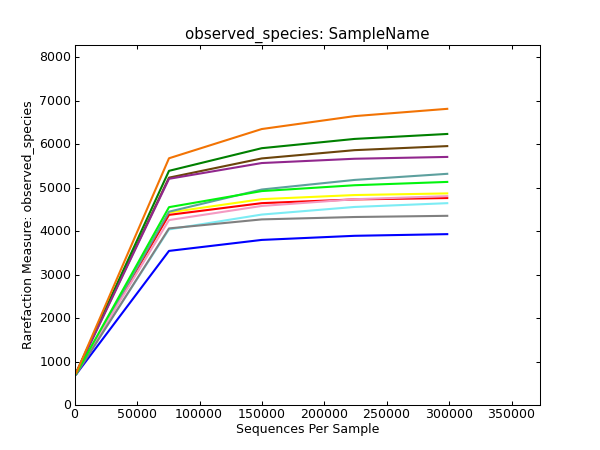 observed_species: SampleName
Rarefaction Measure: observed_species
8000
7000
6000
5000
4000
3000
2000
1000
0
0 50000 100000 150000 200000 250000 300000 350000
Sequences Per Sample